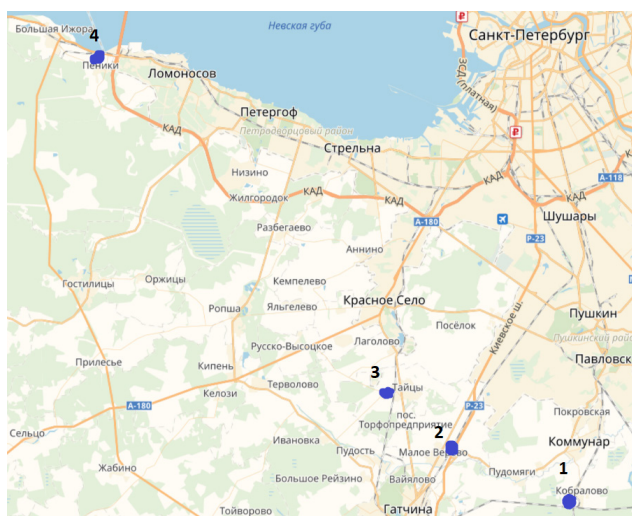 Большая Ижора
Невская губа
Санкт-Петербург
4
Пеники
Ломоносов
ЗСД (платная)
КАД
Петергоф
Петродворцовый район
Стрельна
Низино
КАД
А-118
Жилгородок
КАД
А-180
Шушары
Разбегаево
Р-23
Аннино
Гостилицы
Оржицы
Кемпелево
Ропша
Яльгелево
Красное Село
Киевское ш.
Пушкин
Посёлок
Пушкинский рай
Русско-Высоцкое
Лаголово
Прилесье
Кипень
Павловск
3
Келози
Терволово
Тайцы
А-180
Р-23
пос.
Торфопредприятие
Покровская
Сельцо
2
Ивановка
Коммунар
Пудость
Малое Верево
Жабино
Большое Рейзино
Вайялово
Пудомяги
1
Кобралово
Тойворово
Гатчина